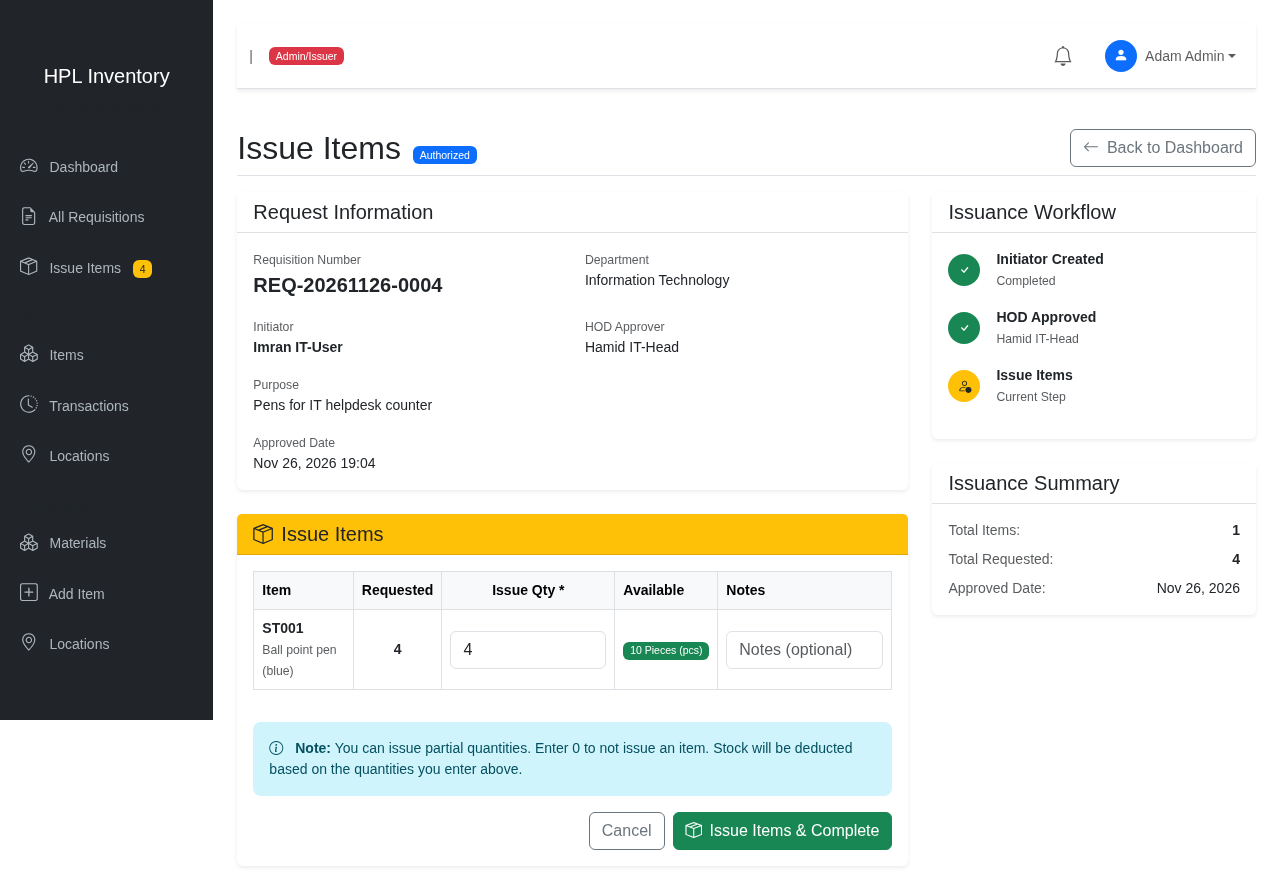 HPL Inventory
Dashboard
All Requisitions
Issue Items 4
Items
Transactions
Locations
Materials
Add Item
Locations
| Admin/Issuer
Adam Admin
Issue Items Authorized
Back to Dashboard
Request Information
Requisition Number
REQ-20261126-0004
Department
Information Technology
Initiator
Imran IT-User
HOD Approver
Hamid IT-Head
Purpose
Pens for IT helpdesk counter
Approved Date
Nov 26, 2026 19:04
Issue Items
Item Requested Issue Qty * Available Notes
ST001
Ball point pen
(blue)
4 4 10 Pieces (pcs) Notes (optional)
Note: You can issue partial quantities. Enter 0 to not issue an item. Stock will be deducted
based on the quantities you enter above.
Cancel Issue Items & Complete
Issuance Workflow
Initiator Created
Completed
HOD Approved
Hamid IT-Head
Issue Items
Current Step
Issuance Summary
Total Items: 1
Total Requested: 4
Approved Date: Nov 26, 2026